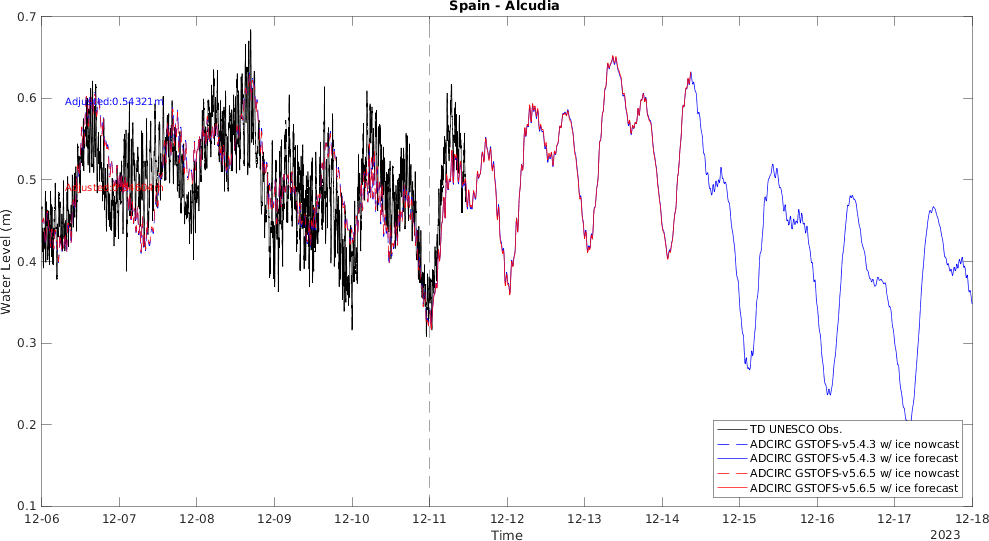 Spain - Alcudia
Water Level (m)
0.7
0.6
0.5
0.4
0.3
0.2
0.1
Adjusted:0.54321m
12-06
12-07
12-08
12-09
12-10
12-11
12-12
12-13
12-14
12-15
12-16
12-17
12-18
Time
2023
TD UNESCO Obs.
ADCIRC GSTOFS-v5.4.3 w/ ice nowcast
ADCIRC GSTOFS-v5.4.3 w/ ice forecast
ADCIRC GSTOFS-v5.6.5 w/ ice nowcast
ADCIRC GSTOFS-v5.6.5 w/ ice forecast